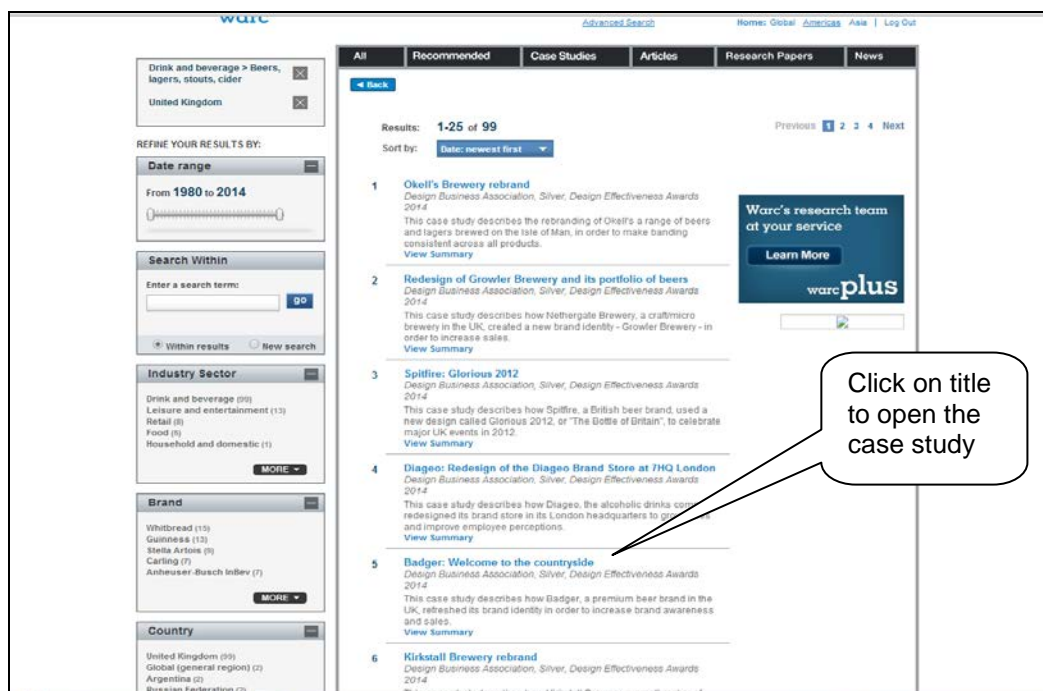 warc
Advanced Search
Home: Global Americas Asia | Log Out
All Recommended Case Studies Articles Research Papers News
Drink and beverage > Beers,
lagers, stouts, cider
United Kingdom
REFINE YOUR RESULTS BY:
Date range
From 1980 to 2014
Search Within
Enter a search term:
go
Within results New search
Industry Sector
Drink and beverage (99)
Leisure and entertainment (13)
Retail (8)
Food (6)
Household and domestic (1)
MORE
Brand
Whitbread (15)
Guinness (13)
Stella Artois (9)
Carling (7)
Anheuser-Busch InBev (7)
MORE
Country
United Kingdom (99)
Global (general region) (2)
Argentina (2)
Russian Federation (2)
Back
Results: 1-25 of 99
Previous 1 2 3 4 Next
Sort by: Date: newest first
1 Okell's Brewery rebrand
Design Business Association, Silver, Design Effectiveness Awards
2014
This case study describes the rebranding of Okell's a range of beers
and lagers brewed on the Isle of Man, in order to make banding
consistent across all products.
View Summary
2 Redesign of Growler Brewery and its portfolio of beers
Design Business Association, Silver, Design Effectiveness Awards
2014
This case study describes how Nethergate Brewery, a craft/micro
brewery in the UK, created a new brand identity - Growler Brewery - in
order to increase sales.
View Summary
3 Spitfire: Glorious 2012
Design Business Association, Silver, Design Effectiveness Awards
2014
This case study describes how Spitfire, a British beer brand, used a
new design called Glorious 2012, or "The Bottle of Britain", to celebrate
major UK events in 2012.
View Summary
4 Diageo: Redesign of the Diageo Brand Store at 7HQ London
Design Business Association, Silver, Design Effectiveness Awards
2014
This case study describes how Diageo, the alcoholic drinks
redesigned its brand store in its London headquarters to
and improve employee perceptions.
View Summary
5 Badger: Welcome to the countryside
Design Business Association, Silver, Design Effectiveness Awards
2014
This case study describes how Badger, a premium beer brand in the
UK, refreshed its brand identity in order to increase brand awareness
and sales.
View Summary
6 Kirkstall Brewery rebrand
Design Business Association, Silver, Design Effectiveness Awards
2014
Warc's research team
at your service
Learn More
warc plus
Click on title
to open the
case study